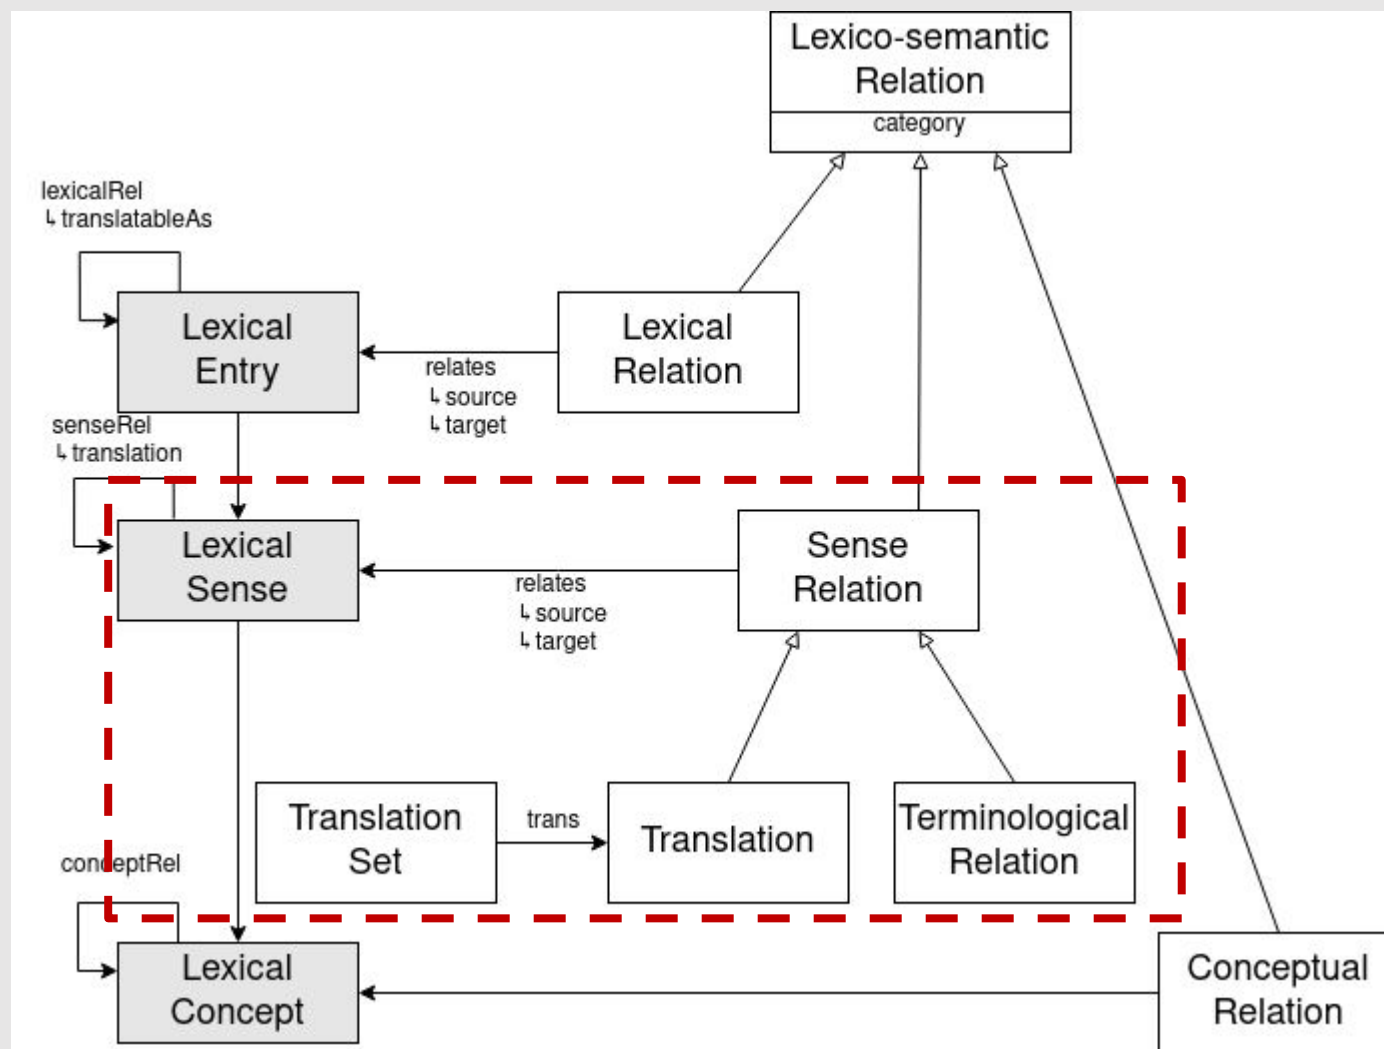 Lexico-semantic
Relation
category
lexicalRel
↳ translatableAs
Lexical
Entry
relates
↳ source
↳ target
Lexical
Relation
senseRel
↳ translation
Lexical
Sense
relates
↳ source
↳ target
Sense
Relation
Translation
Set
trans
Translation
Terminological
Relation
conceptRel
Lexical
Concept
Conceptual
Relation